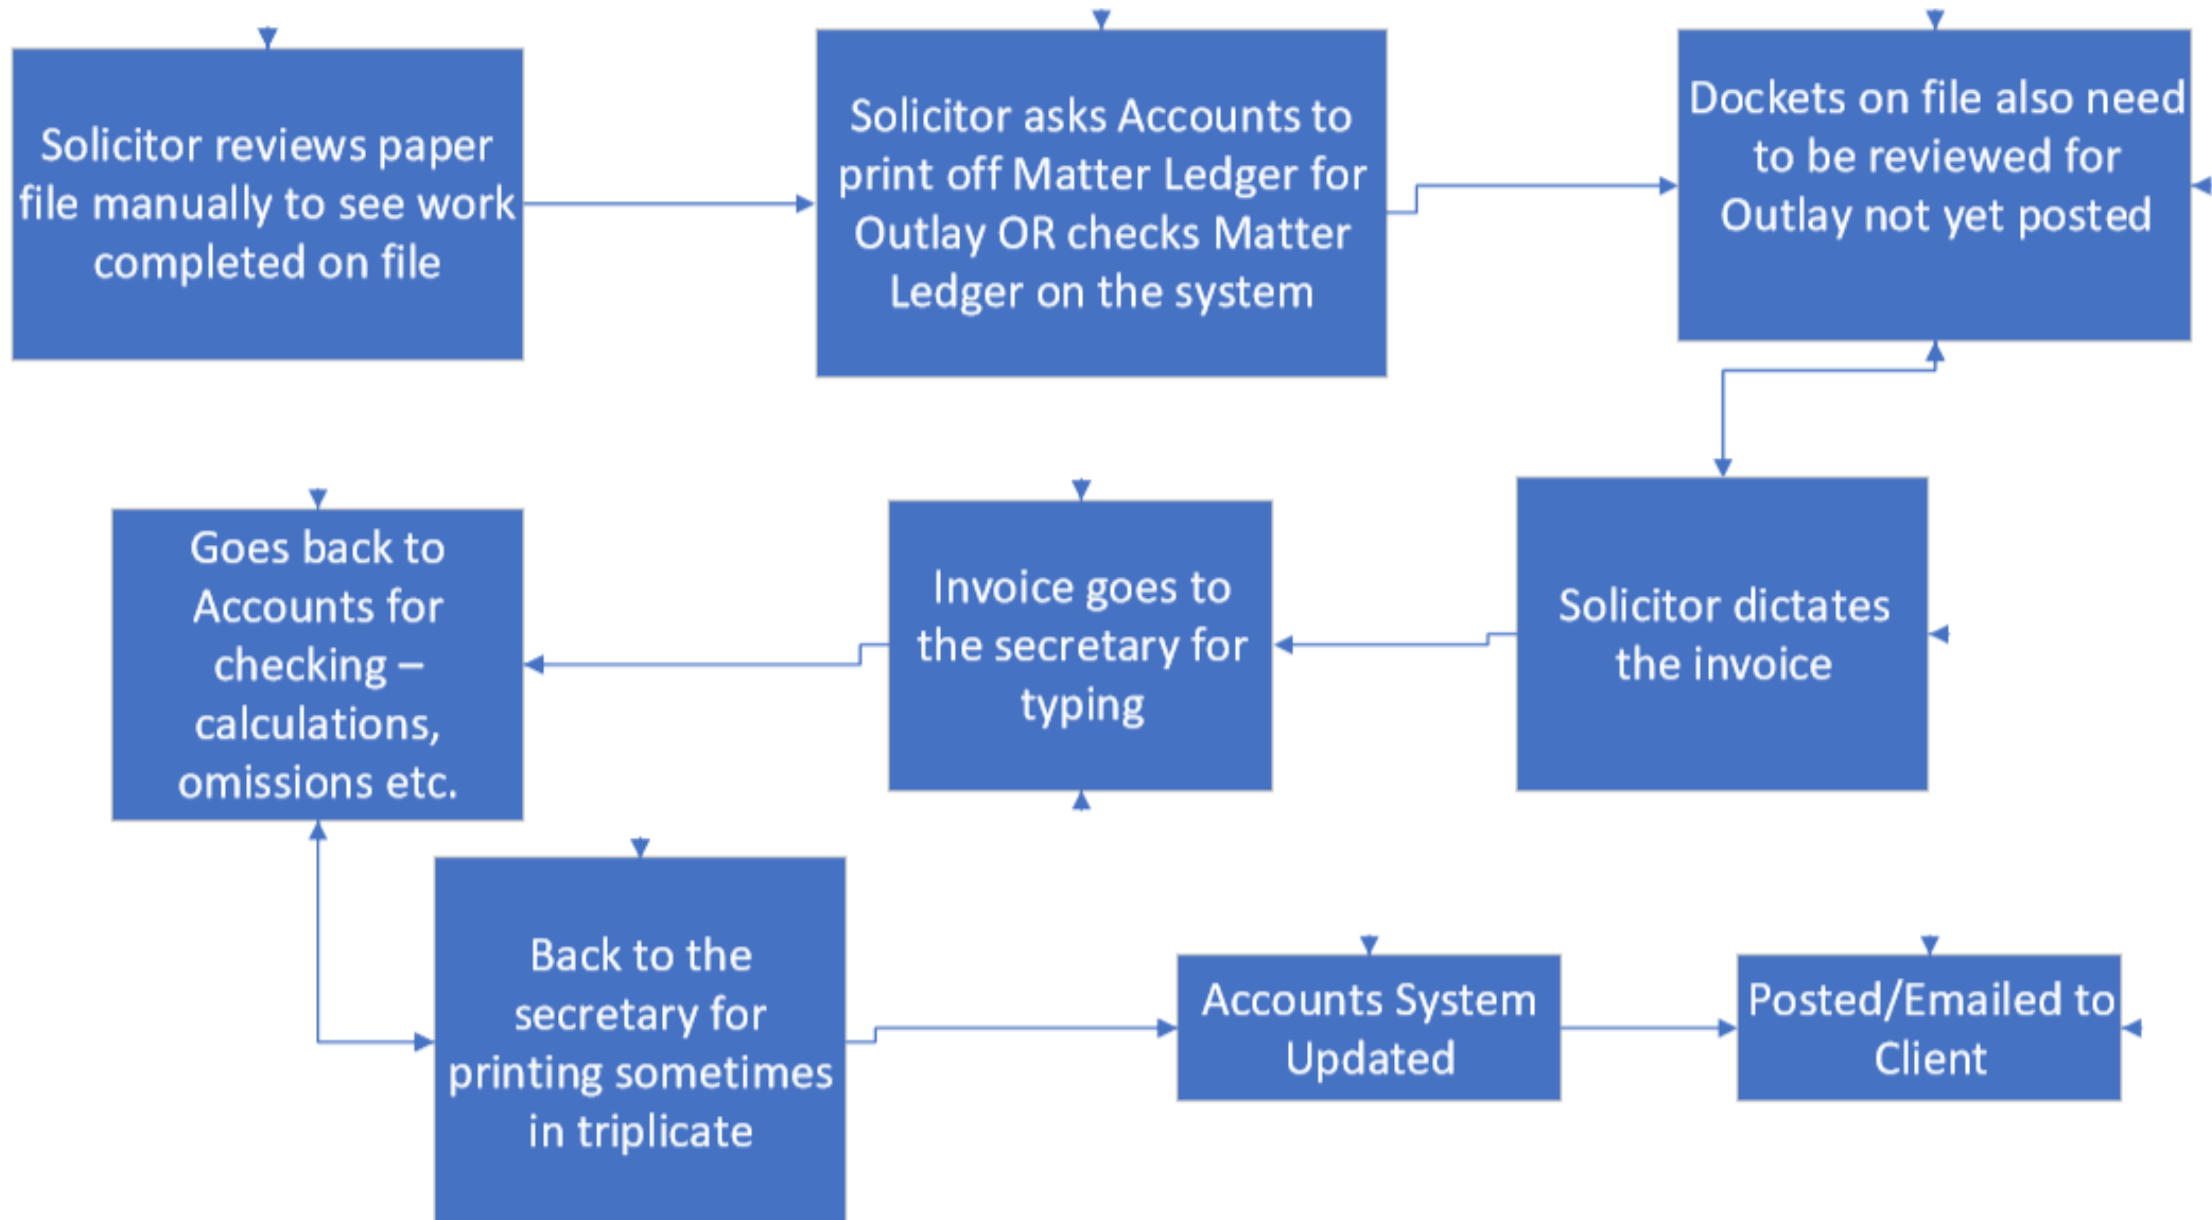 Solicitor reviews paper
file manually to see work
completed on file
Solicitor asks Accounts to
print off Matter Ledger for
Outlay OR checks Matter
Ledger on the system
Dockets on file also need
to be reviewed for
Outlay not yet posted
Solicitor dictates
the invoice
Invoice goes to
the secretary for
typing
Goes back to
Accounts for
checking –
calculations,
omissions etc.
Back to the
secretary for
printing sometimes
in triplicate
Accounts System
Updated
Posted/Emailed to
Client